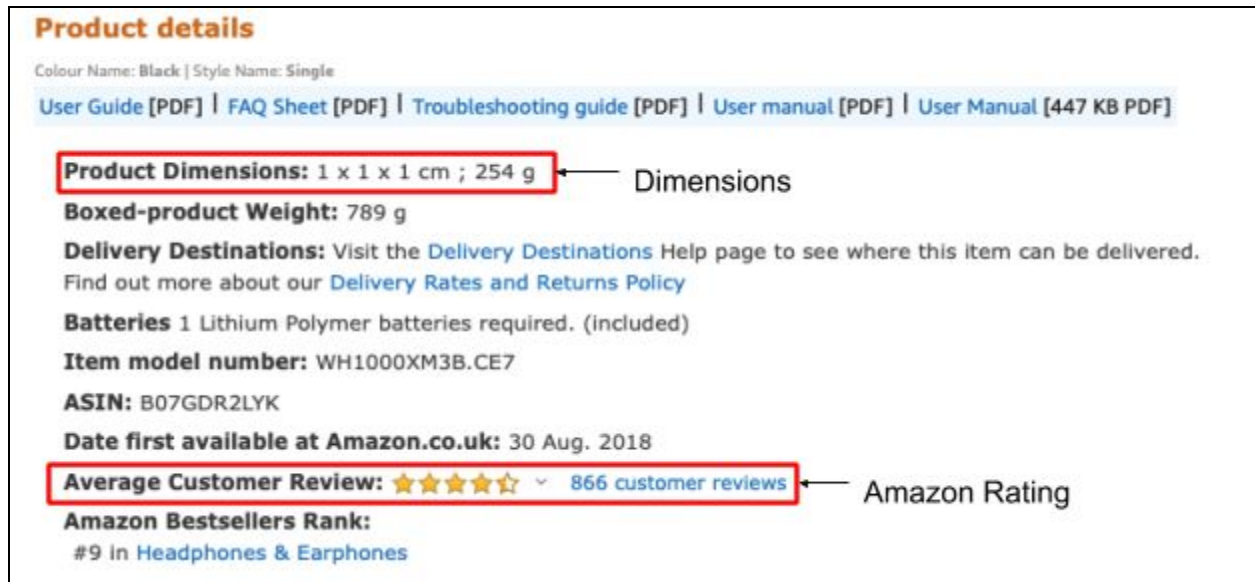 Product details
Colour Name: Black | Style Name: Single
User Guide [PDF] | FAQ Sheet [PDF] | Troubleshooting guide [PDF] | User manual [PDF] | User Manual [447 KB PDF]
Product Dimensions: 1 x 1 x 1 cm ; 254 g
Dimensions
Boxed-product Weight: 789 g
Delivery Destinations: Visit the Delivery Destinations Help page to see where this item can be delivered.
Find out more about our Delivery Rates and Returns Policy
Batteries 1 Lithium Polymer batteries required. (included)
Item model number: WH1000XM3B.CE7
ASIN: B07GDR2LYK
Date first available at Amazon.co.uk: 30 Aug. 2018
Average Customer Review: 866 customer reviews
Amazon Rating
Amazon Bestsellers Rank:
#9 in Headphones & Earphones